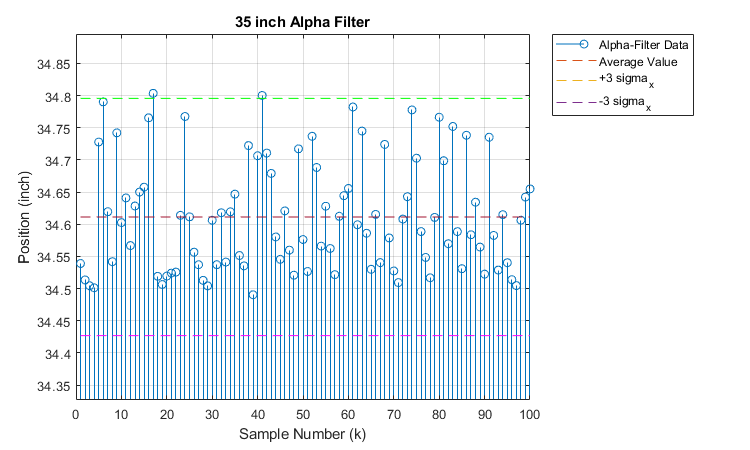 35 inch Alpha Filter
Position (inch)
34.85
34.8
34.75
34.7
34.65
34.6
34.55
34.5
34.45
34.4
34.35
0 10 20 30 40 50 60 70 80 90 100
Sample Number (k)
Alpha-Filter Data
Average Value
+3 sigma x
-3 sigma x